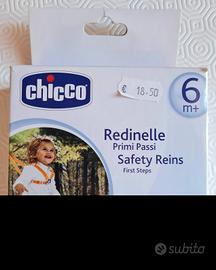 chicco
€ 18-50
6
m+
Redinelle
Primi Passi
Safety Reins
First Steps
subito